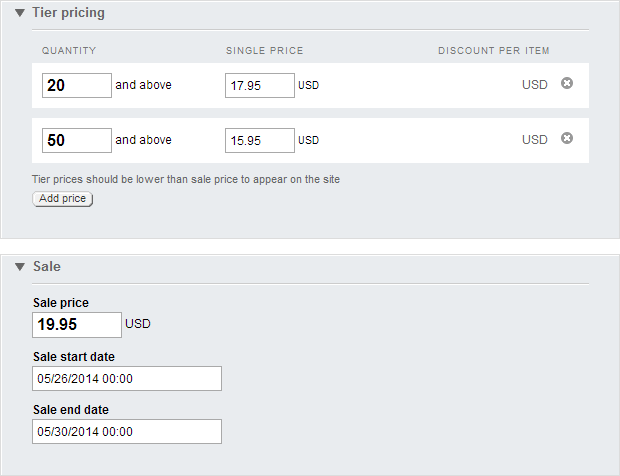 Tier pricing
QUANTITY SINGLE PRICE DISCOUNT PER ITEM
20 and above 17.95 USD USD
50 and above 15.95 USD USD
Tier prices should be lower than sale price to appear on the site
Add price
Sale
Sale price
19.95 USD
Sale start date
05/26/2014 00:00
Sale end date
05/30/2014 00:00